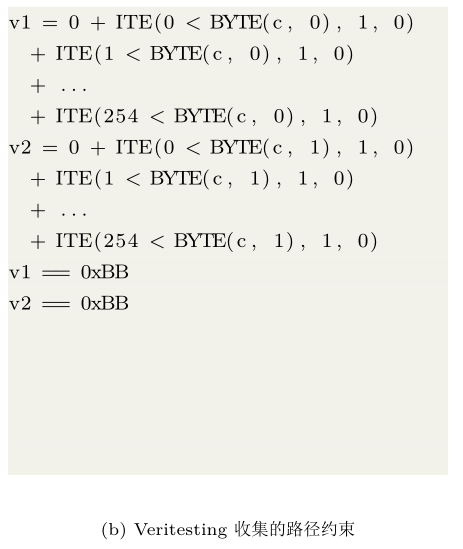 v1 = 0 + ITE(0 < BYTE(c, 0), 1, 0)
+ ITE(1 < BYTE(c, 0), 1, 0)
+ ...
+ ITE(254 < BYTE(c, 0), 1, 0)
v2 = 0 + ITE(0 < BYTE(c, 1), 1, 0)
+ ITE(1 < BYTE(c, 1), 1, 0)
+ ...
+ ITE(254 < BYTE(c, 1), 1, 0)
v1 == 0xBB
v2 == 0xBB
(b) Veritesting 收集的路径约束